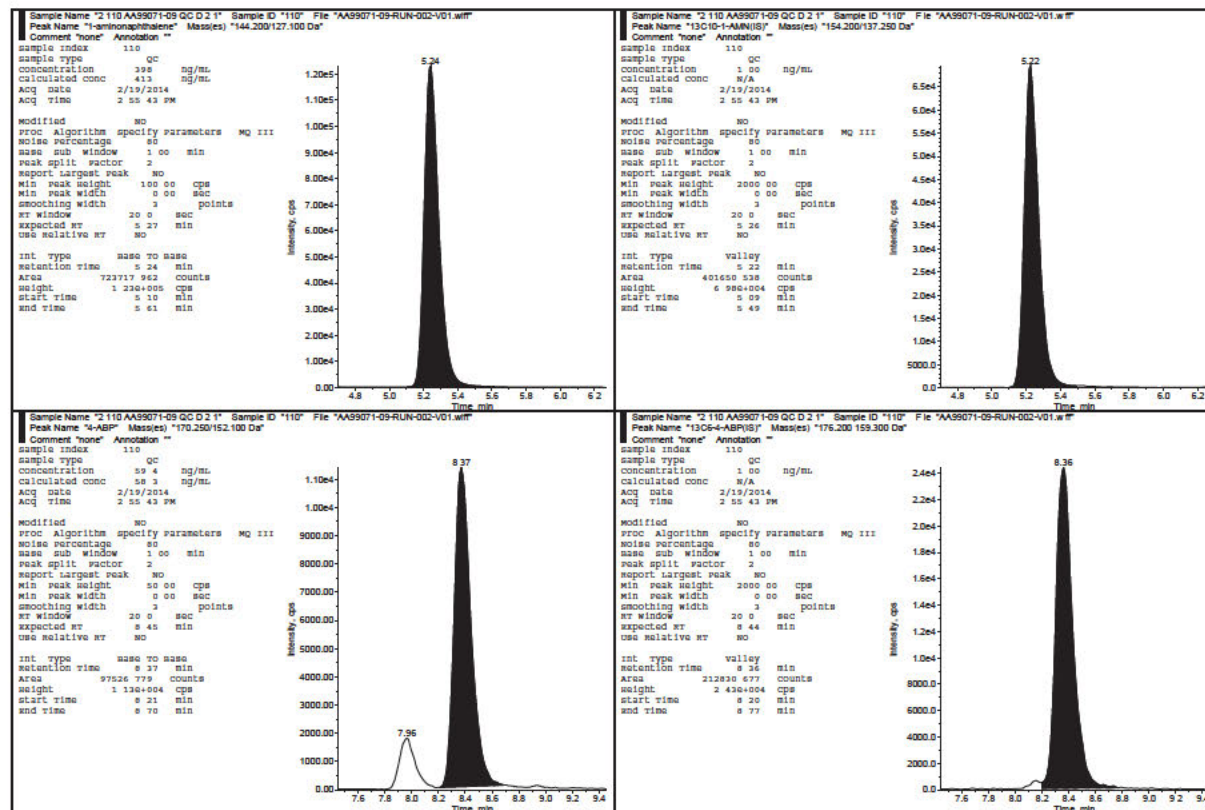 Sample Name "2 110 AA99071-09 QC D 2 1" Sample ID "110" File "AA99071-09-RUN-002-V01.wiff"
Peak Name "1-aminonaphthalene" Mass(es) "144.200/127.100 Da"
Comment "none" Annotation ""
Sample Index 110
Sample Type QC
Concentration 398 ng/mL
Calculated Conc 413 ng/mL
Acq Date 2/19/2014
Acq Time 2 55 43 PM
Modified NO
Proc Algorithm Specify Parameters MQ III
Noise Percentage 80
Base Sub Window 1 00 min
Peak Split Factor 2
Report Largest Peak NO
Min Peak Height 100 00 cps
Min Peak Width 0 00 sec
Smoothing Width 3 points
RT Window 20 0 sec
Expected RT 5 27 min
Use Relative RT NO
Int Type Base To Base
Retention Time 5 24 min
Area 723717 962 counts
Height 1 23e+005 cps
Start Time 5 10 min
End Time 5 61 min
5.24
Intensity, cps
1.20e5
1.10e5
1.00e5
9.00e4
8.00e4
7.00e4
6.00e4
5.00e4
4.00e4
3.00e4
2.00e4
1.00e4
0.00
4.8 5.0 5.2 5.4 5.6 5.8 6.0 6.2
Time, min
Sample Name "2 110 AA99071-09 QC D 2 1" Sample ID "110" File "AA99071-09-RUN-002-V01.wiff"
Peak Name "13C10-1-AMN(IS)" Mass(es) "154.200/137.250 Da"
Comment "none" Annotation ""
Sample Index 110
Sample Type QC
Concentration 1 00 ng/mL
Calculated Conc N/A
Acq Date 2/19/2014
Acq Time 2 55 43 PM
Modified NO
Proc Algorithm Specify Parameters MQ III
Noise Percentage 80
Base Sub Window 1 00 min
Peak Split Factor 2
Report Largest Peak NO
Min Peak Height 2000 00 cps
Min Peak Width 0 00 sec
Smoothing Width 3 points
RT Window 20 0 sec
Expected RT 5 26 min
Use Relative RT NO
Int Type Valley
Retention Time 5 22 min
Area 401650 538 counts
Height 6 98e+004 cps
Start Time 5 09 min
End Time 5 49 min
5.22
Intensity, cps
6.5e4
6.0e4
5.5e4
5.0e4
4.5e4
4.0e4
3.5e4
3.0e4
2.5e4
2.0e4
1.5e4
1.0e4
5000.0
0.0
4.8 5.0 5.2 5.4 5.6 5.8 6.0 6.2
Time, min
Sample Name "2 110 AA99071-09 QC D 2 1" Sample ID "110" File "AA99071-09-RUN-002-V01.wiff"
Peak Name "4-ABP" Mass(es) "170.250/152.100 Da"
Comment "none" Annotation ""
Sample Index 110
Sample Type QC
Concentration 59 4 ng/mL
Calculated Conc 58 3 ng/mL
Acq Date 2/19/2014
Acq Time 2 55 43 PM
Modified NO
Proc Algorithm Specify Parameters MQ III
Noise Percentage 80
Base Sub Window 1 00 min
Peak Split Factor 2
Report Largest Peak NO
Min Peak Height 50 00 cps
Min Peak Width 0 00 sec
Smoothing Width 3 points
RT Window 20 0 sec
Expected RT 8 45 min
Use Relative RT NO
Int Type Base To Base
Retention Time 8 37 min
Area 97526 779 counts
Height 1 13e+004 cps
Start Time 8 21 min
End Time 8 70 min
8.37
7.96
Intensity, cps
1.10e4
1.00e4
9000.00
8000.00
7000.00
6000.00
5000.00
4000.00
3000.00
2000.00
1000.00
0.00
7.6 7.8 8.0 8.2 8.4 8.6 8.8 9.0 9.2 9.4
Time, min
Sample Name "2 110 AA99071-09 QC D 2 1" Sample ID "110" File "AA99071-09-RUN-002-V01.wiff"
Peak Name "13C6-4-ABP(IS)" Mass(es) "176.200 159.300 Da"
Comment "none" Annotation ""
Sample Index 110
Sample Type QC
Concentration 1 00 ng/mL
Calculated Conc N/A
Acq Date 2/19/2014
Acq Time 2 55 43 PM
Modified NO
Proc Algorithm Specify Parameters MQ III
Noise Percentage 80
Base Sub Window 1 00 min
Peak Split Factor 2
Report Largest Peak NO
Min Peak Height 2000 00 cps
Min Peak Width 0 00 sec
Smoothing Width 3 points
RT Window 20 0 sec
Expected RT 8 44 min
Use Relative RT NO
Int Type Valley
Retention Time 8 36 min
Area 212830 677 counts
Height 2 43e+004 cps
Start Time 8 20 min
End Time 8 77 min
8.36
Intensity, cps
2.4e4
2.2e4
2.0e4
1.8e4
1.6e4
1.4e4
1.2e4
1.0e4
8000.0
6000.0
4000.0
2000.0
0.0
7.6 7.8 8.0 8.2 8.4 8.6 8.8 9.0 9.2 9.4
Time, min